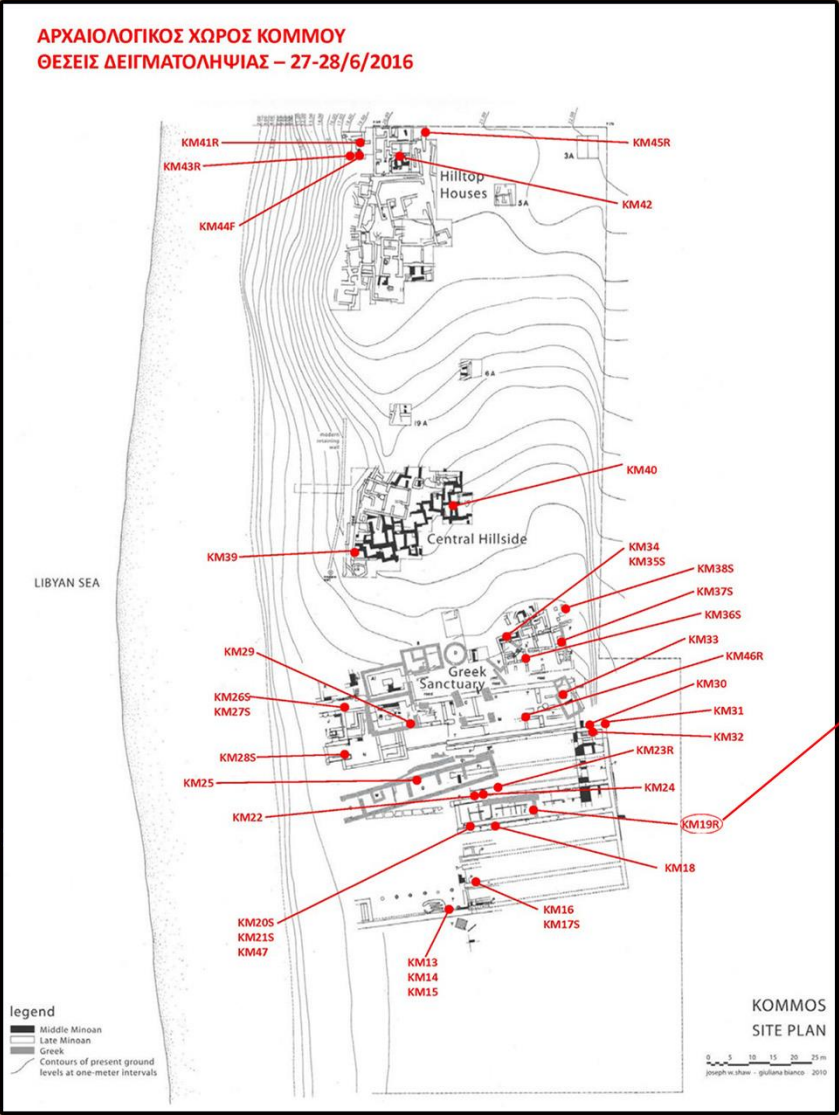 ΑΡΧΑΙΟΛΟΓΙΚΟΣ ΧΩΡΟΣ ΚΟΜΜΟΥ
ΘΕΣΕΙΣ ΔΕΙΓΜΑΤΟΛΗΨΙΑΣ – 27-28/6/2016
KM41R
KM45R
KM43R
3A
Hilltop
Houses
5A
KM42
KM44F
6A
19A
modern
retaining
wall
KM40
Central Hillside
KM39
KM34
KM35S
LIBYAN SEA
KM38S
KM37S
KM36S
KM33
KM29
Greek
Sanctuary
KM46R
KM26S
KM27S
KM30
KM31
KM32
KM28S
KM23R
KM25
KM24
KM22
KM19R
KM18
KM16
KM17S
KM20S
KM21S
KM47
KM13
KM14
KM15
legend
Middle Minoan
Late Minoan
Greek
Contours of present ground
levels at one-meter intervals
KOMMOS
SITE PLAN
0 5 10 15 20 25 m
joseph w. shaw - giuliana bianco 2010